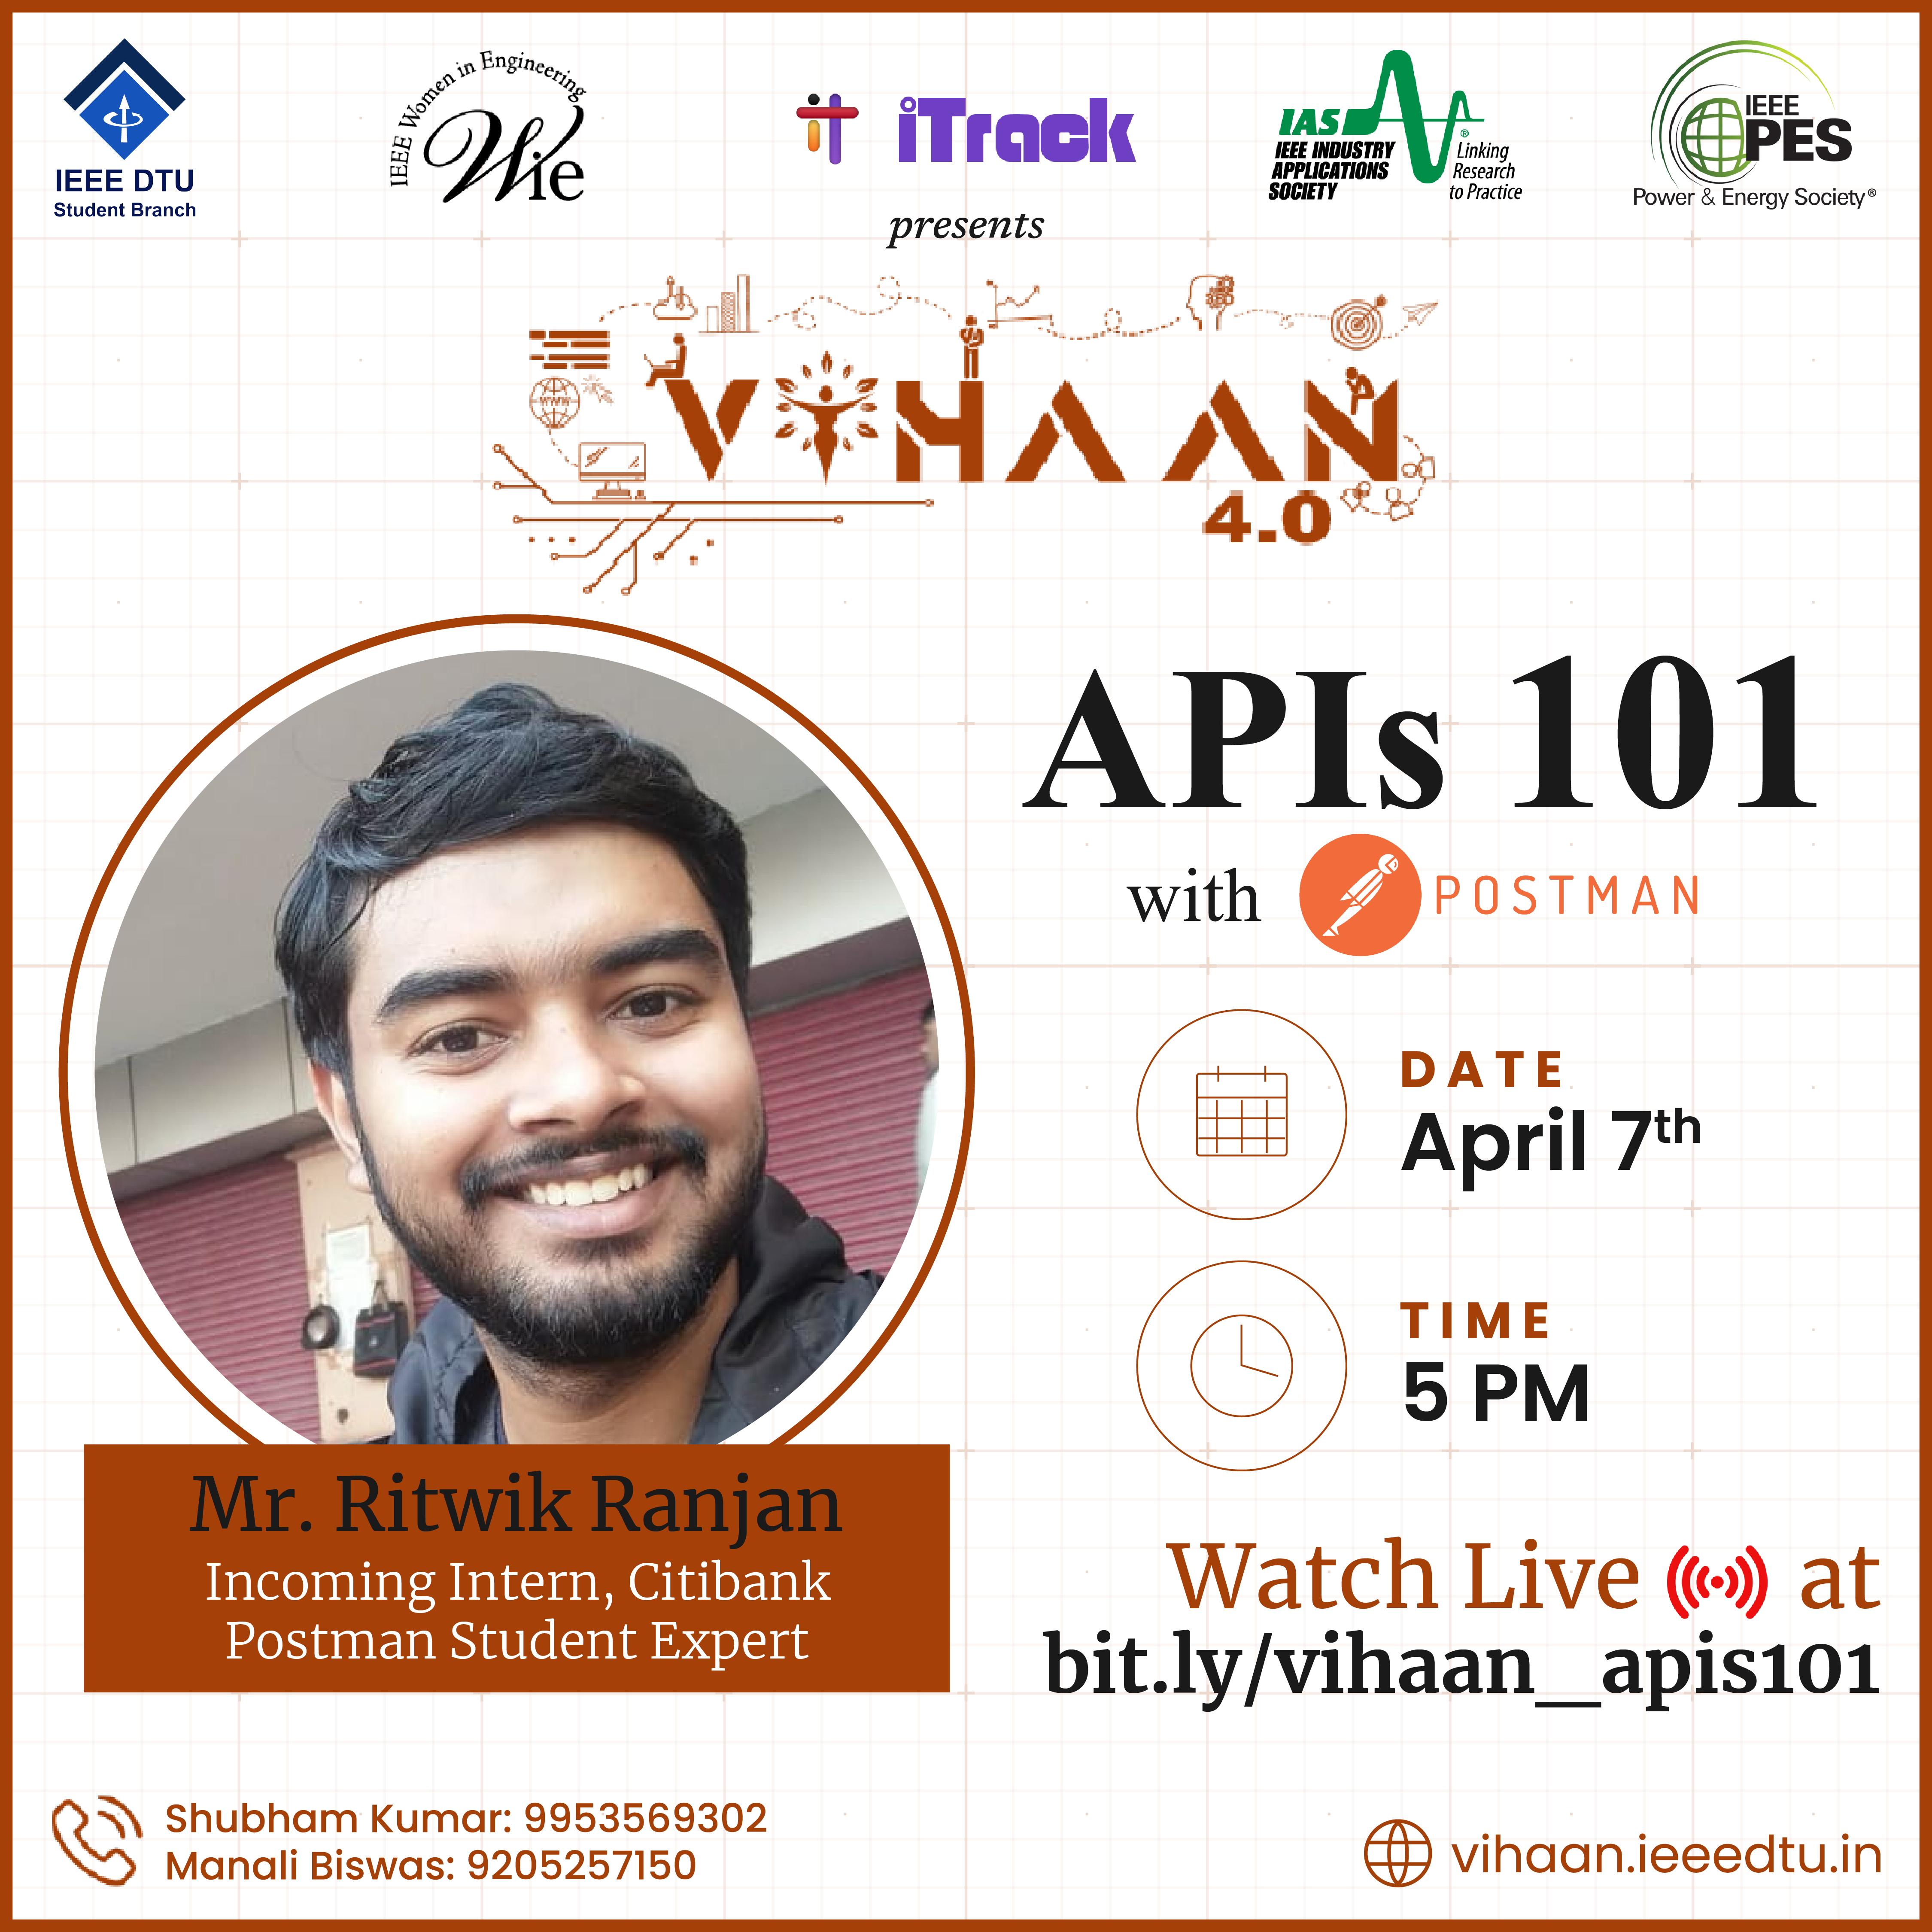 IEEE DTU
Student Branch
IEEE Women in Engineering
Wie
iTrack
IAS
IEEE INDUSTRY
APPLICATIONS
SOCIETY
®
Linking
Research
to Practice
IEEE
PES
Power & Energy Society®
presents
www
VIHAAN
4.0
APIs 101
with POSTMAN
DATE
April 7th
TIME
5 PM
Mr. Ritwik Ranjan
Incoming Intern, Citibank
Postman Student Expert
Watch Live at
bit.ly/vihaan_apis101
Shubham Kumar: 9953569302
Manali Biswas: 9205257150
vihaan.ieeedtu.in